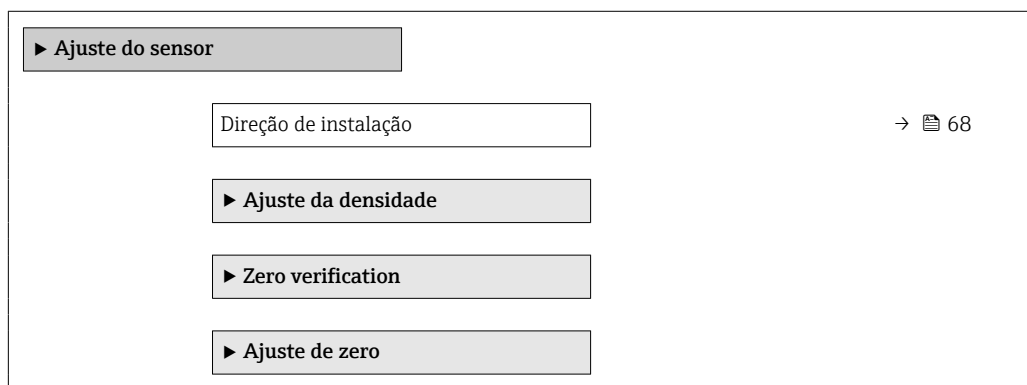 ▶ Ajuste do sensor
Direção de instalação → 68
▶ Ajuste da densidade
▶ Zero verification
▶ Ajuste de zero